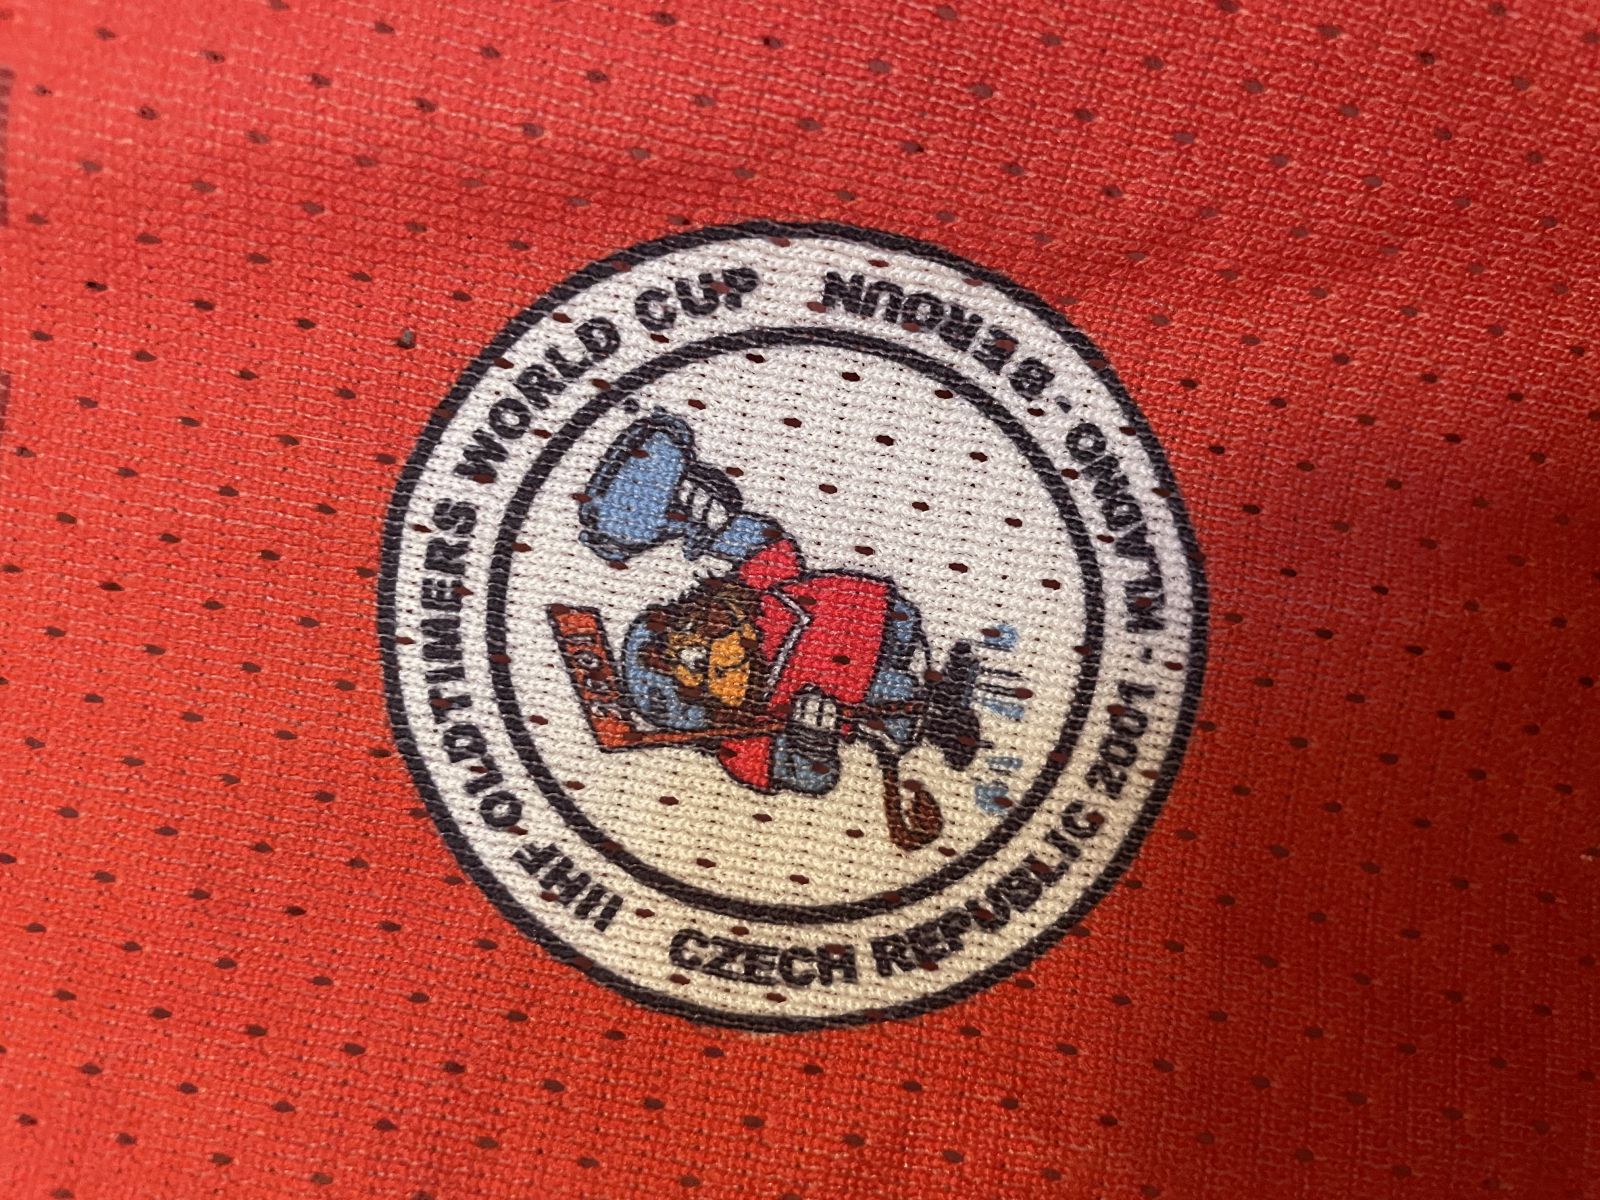 IIHF OLDTIMERS WORLD CUP
CZECH REPUBLIC 2001 · KLADNO · BEROUN